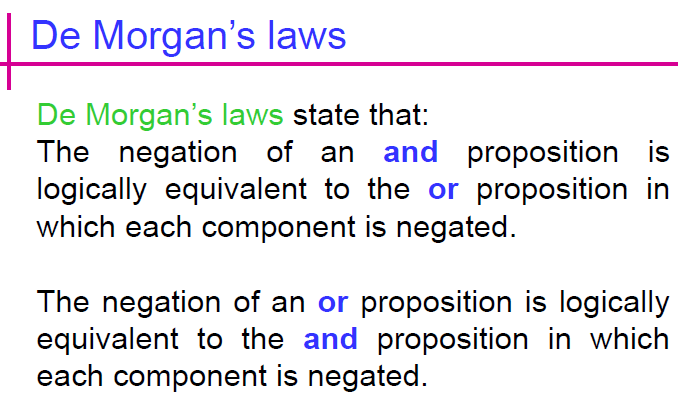 De Morgan’s laws
De Morgan’s laws state that:
The negation of an and proposition is
logically equivalent to the or proposition in
which each component is negated.
The negation of an or proposition is logically
equivalent to the and proposition in which
each component is negated.